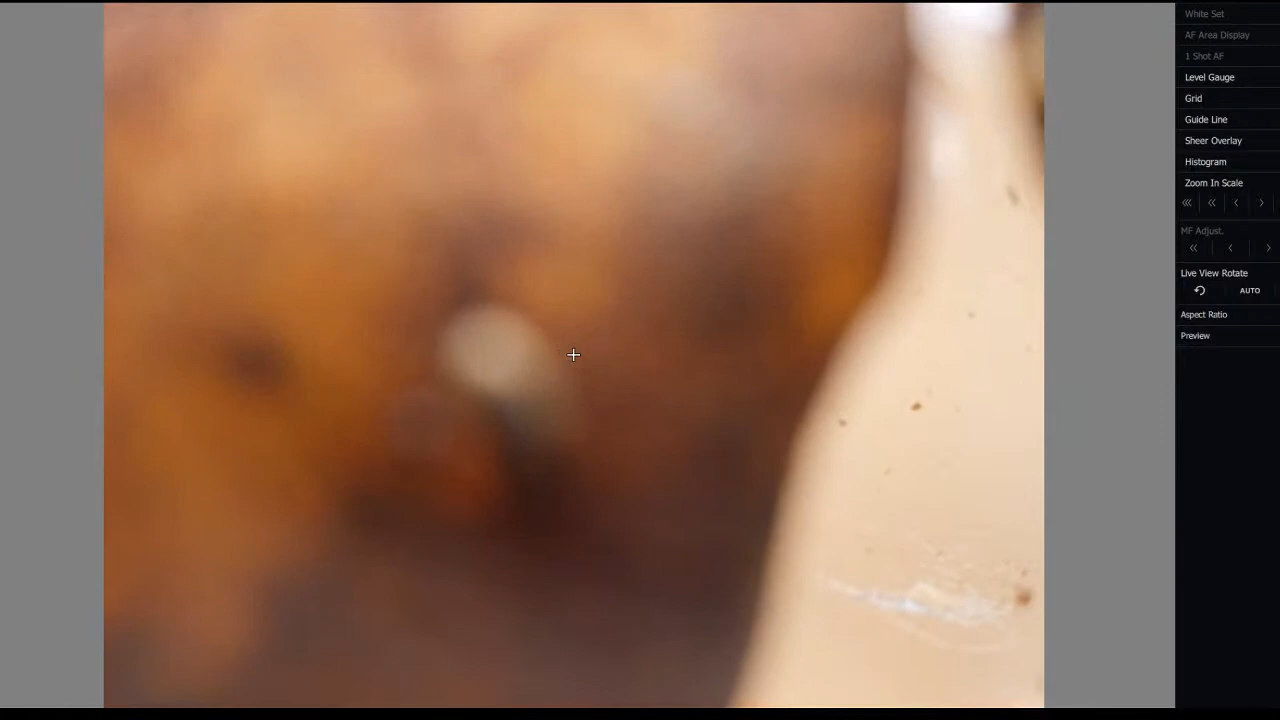 White Set
AF Area Display
1 Shot AF
Level Gauge
Grid
Guide Line
Sheer Overlay
Histogram
Zoom In Scale
MF Adjust.
Live View Rotate
AUTO
Aspect Ratio
Preview